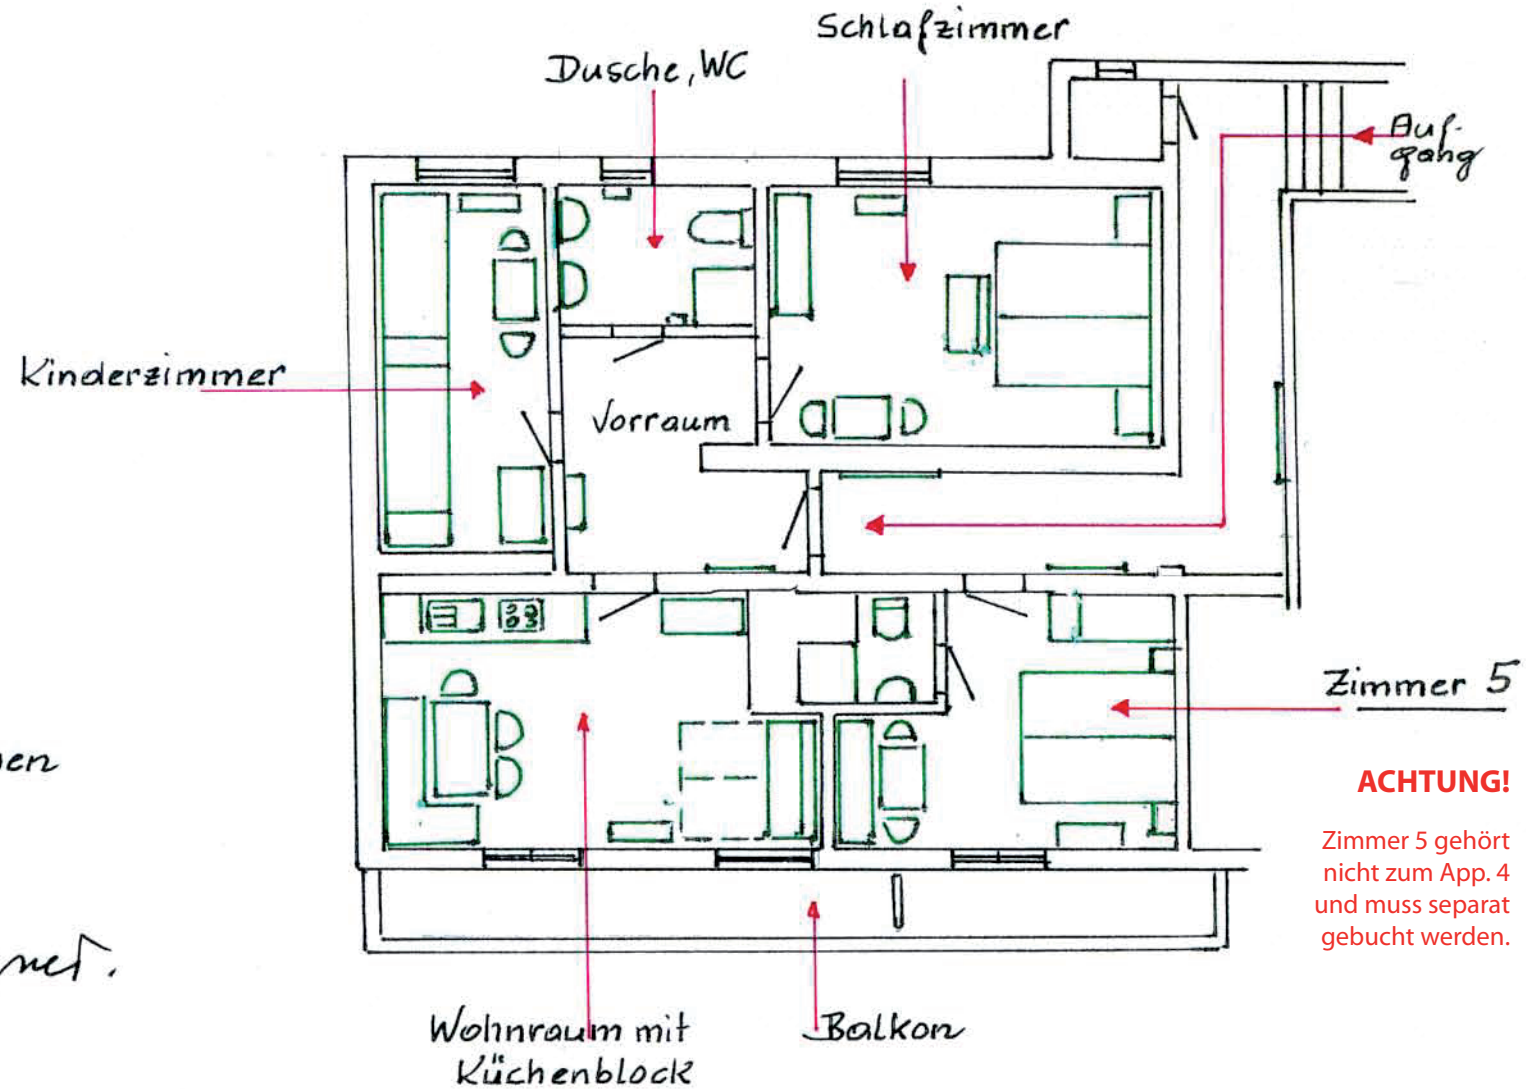 Schlafzimmer
Dusche, WC
Auf-
gang
Kinderzimmer
Vorraum
Zimmer 5
ACHTUNG!
Zimmer 5 gehört
nicht zum App. 4
und muss separat
gebucht werden.
Wohnraum mit
Küchenblock
Balkon